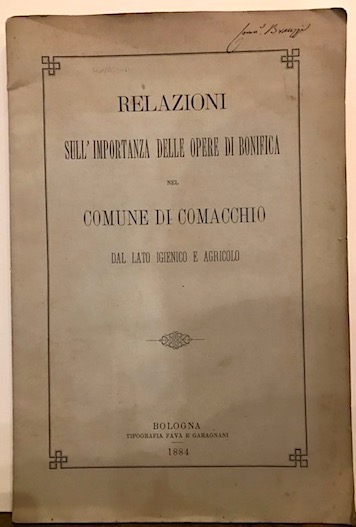 RELAZIONI
SULL' IMPORTANZA DELLE OPERE DI BONIFICA
NEL
COMUNE DI COMACCHIO
DAL LATO IGIENICO E AGRICOLO
BOLOGNA
TIPOGRAFIA FAVA E GARAGNANI
1884